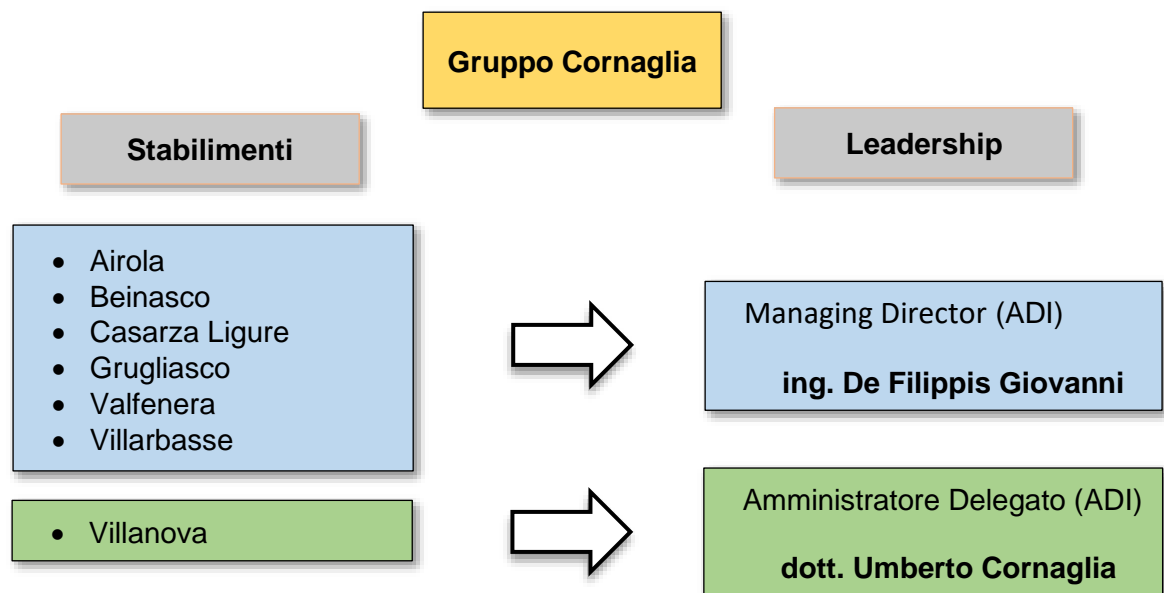 Gruppo Cornaglia
Stabilimenti
Leadership
• Airola
• Beinasco
• Casarza Ligure
• Grugliasco
• Valfenera
• Villarbasse
Managing Director (ADI)
ing. De Filippis Giovanni
• Villanova
Amministratore Delegato (ADI)
dott. Umberto Cornaglia